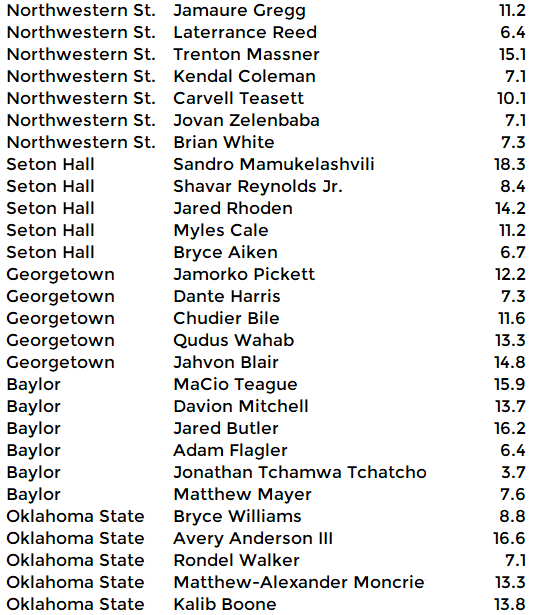 Northwestern St. Jamaure Gregg 11.2
Northwestern St. Laterrance Reed 6.4
Northwestern St. Trenton Massner 15.1
Northwestern St. Kendal Coleman 7.1
Northwestern St. Carvell Teasett 10.1
Northwestern St. Jovan Zelenbaba 7.1
Northwestern St. Brian White 7.3
Seton Hall Sandro Mamukelashvili 18.3
Seton Hall Shavar Reynolds Jr. 8.4
Seton Hall Jared Rhoden 14.2
Seton Hall Myles Cale 11.2
Seton Hall Bryce Aiken 6.7
Georgetown Jamorko Pickett 12.2
Georgetown Dante Harris 7.3
Georgetown Chudier Bile 11.6
Georgetown Qudus Wahab 13.3
Georgetown Jahvon Blair 14.8
Baylor MaCio Teague 15.9
Baylor Davion Mitchell 13.7
Baylor Jared Butler 16.2
Baylor Adam Flagler 6.4
Baylor Jonathan Tchamwa Tchatcho 3.7
Baylor Matthew Mayer 7.6
Oklahoma State Bryce Williams 8.8
Oklahoma State Avery Anderson III 16.6
Oklahoma State Rondel Walker 7.1
Oklahoma State Matthew-Alexander Moncrie 13.3
Oklahoma State Kalib Boone 13.8